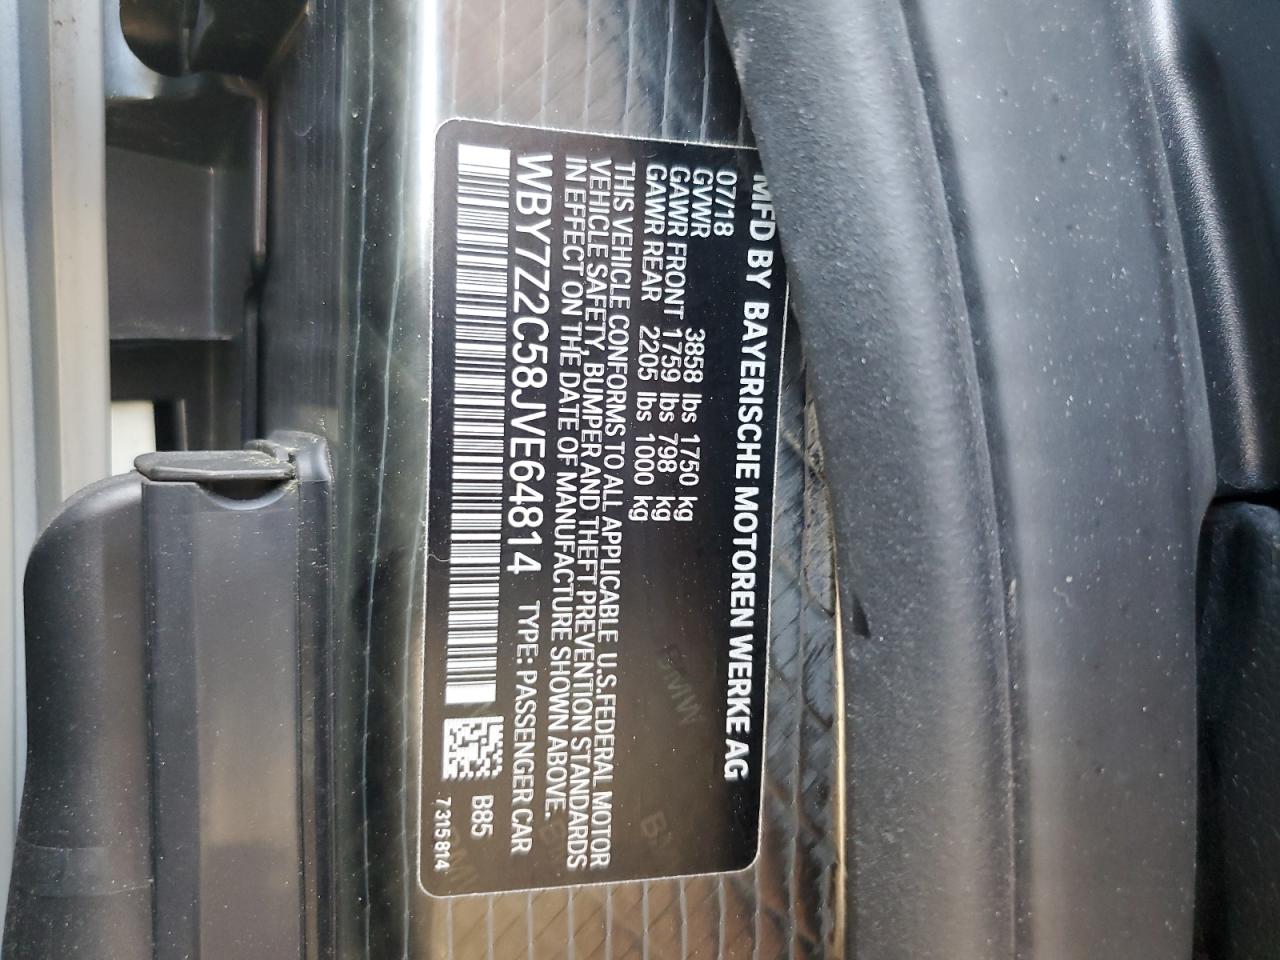 MFD BY BAYERISCHE MOTOREN WERKE AG
07/18
GVWR 3858 lbs 1750 kg
GAWR FRONT 1759 lbs 798 kg
GAWR REAR 2205 lbs 1000 kg
THIS VEHICLE CONFORMS TO ALL APPLICABLE U.S.FEDERAL MOTOR
VEHICLE SAFETY, BUMPER AND THEFT PREVENTION STANDARDS
IN EFFECT ON THE DATE OF MANUFACTURE SHOWN ABOVE.
WBY7Z2C58JVE64814 TYPE: PASSENGER CAR
B85
7315814
BMW